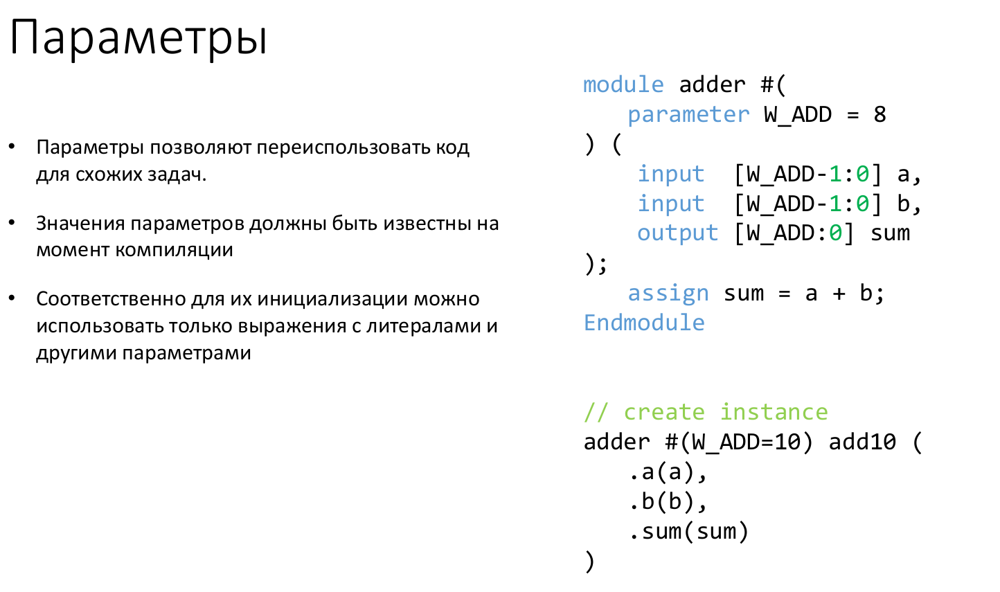 Параметры
• Параметры позволяют переиспользовать код
для схожих задач.
• Значения параметров должны быть известны на
момент компиляции
• Соответственно для их инициализации можно
использовать только выражения с литералами и
другими параметрами
module adder #(
    parameter W_ADD = 8
) (
    input  [W_ADD-1:0] a,
    input  [W_ADD-1:0] b,
    output [W_ADD:0] sum
);
    assign sum = a + b;
Endmodule
// create instance
adder #(W_ADD=10) add10 (
    .a(a),
    .b(b),
    .sum(sum)
)